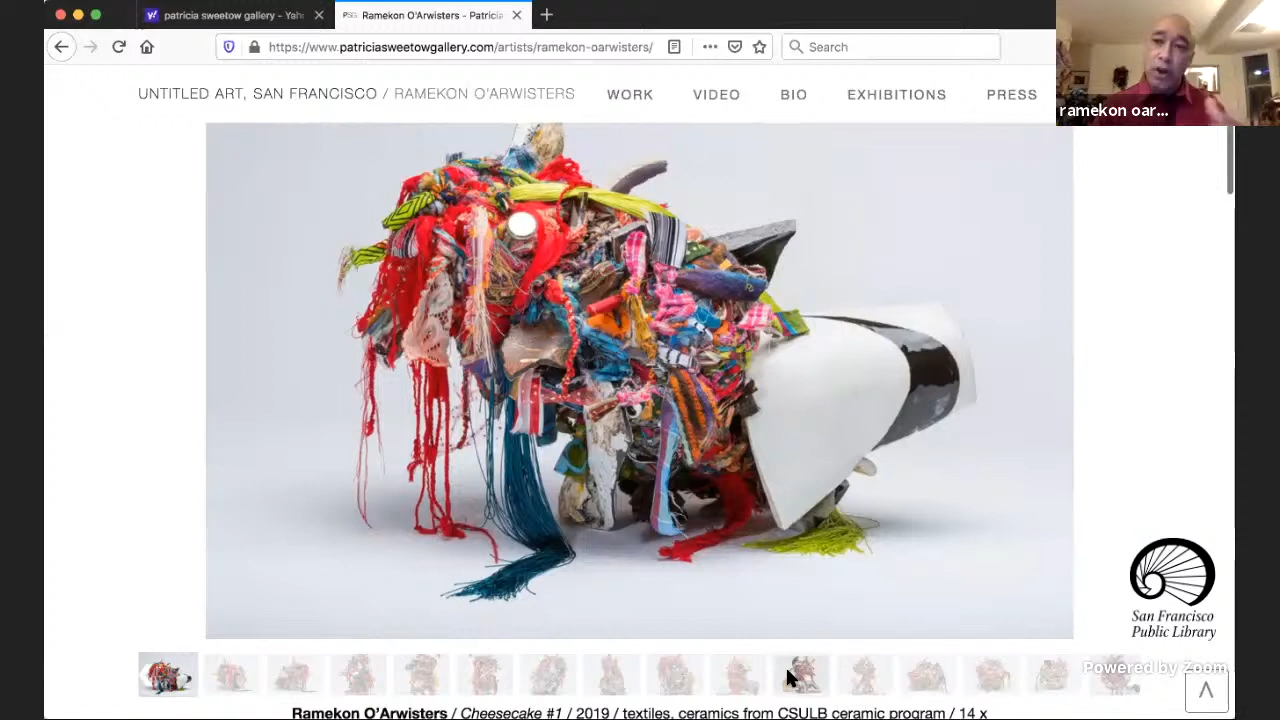 patricia sweetow gallery - Yah
PSG Ramekon O'Arwisters - Patricia
https://www.patriciasweetowgallery.com/artists/ramekon-oarwisters/
Search
ramekon oar...
UNTITLED ART, SAN FRANCISCO / RAMEKON O'ARWISTERS
WORK
VIDEO
BIO
EXHIBITIONS
PRESS
San Francisco
Public Library
Powered by Zoom
Ramekon O'Arwisters / Cheesecake #1 / 2019 / textiles, ceramics from CSULB ceramic program / 14 x